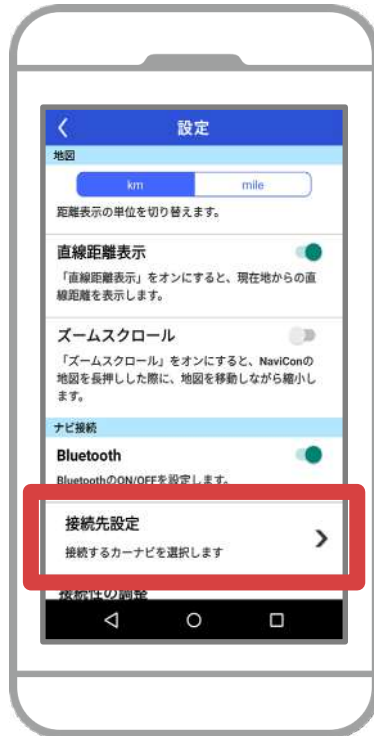 設定
地図
km
mile
距離表示の単位を切り替えます。
直線距離表示
「直線距離表示」をオンにすると、現在地からの直
線距離を表示します。
ズームスクロール
「ズームスクロール」をオンにすると、NaviConの
地図を長押しした際に、地図を移動しながら縮小し
ます。
ナビ接続
Bluetooth
BluetoothのON/OFFを設定します。
接続先設定
接続するカーナビを選択します
接続性の調整